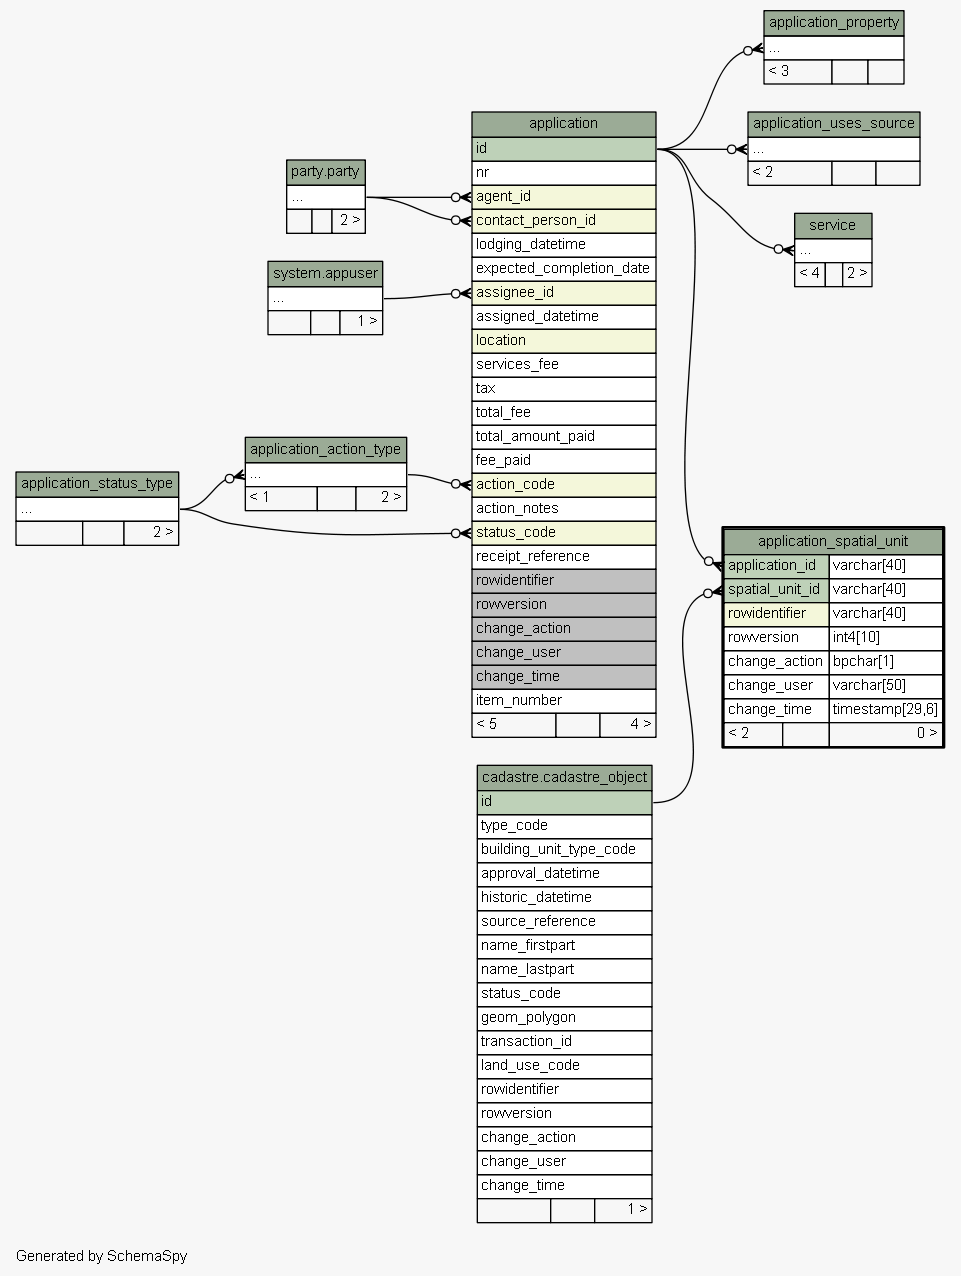 application_property
...
< 3
application_uses_source
...
< 2
service
...
< 4 2 >
application
id
nr
agent_id
contact_person_id
lodging_datetime
expected_completion_date
assignee_id
assigned_datetime
location
services_fee
tax
total_fee
total_amount_paid
fee_paid
action_code
action_notes
status_code
receipt_reference
rowidentifier
rowversion
change_action
change_user
change_time
item_number
< 5 4 >
party.party
...
2 >
system.appuser
...
1 >
application_action_type
...
< 1 2 >
application_status_type
...
2 >
application_spatial_unit
application_id varchar[40]
spatial_unit_id varchar[40]
rowidentifier varchar[40]
rowversion int4[10]
change_action bpchar[1]
change_user varchar[50]
change_time timestamp[29,6]
< 2 0 >
cadastre.cadastre_object
id
type_code
building_unit_type_code
approval_datetime
historic_datetime
source_reference
name_firstpart
name_lastpart
status_code
geom_polygon
transaction_id
land_use_code
rowidentifier
rowversion
change_action
change_user
change_time
1 >
Generated by SchemaSpy